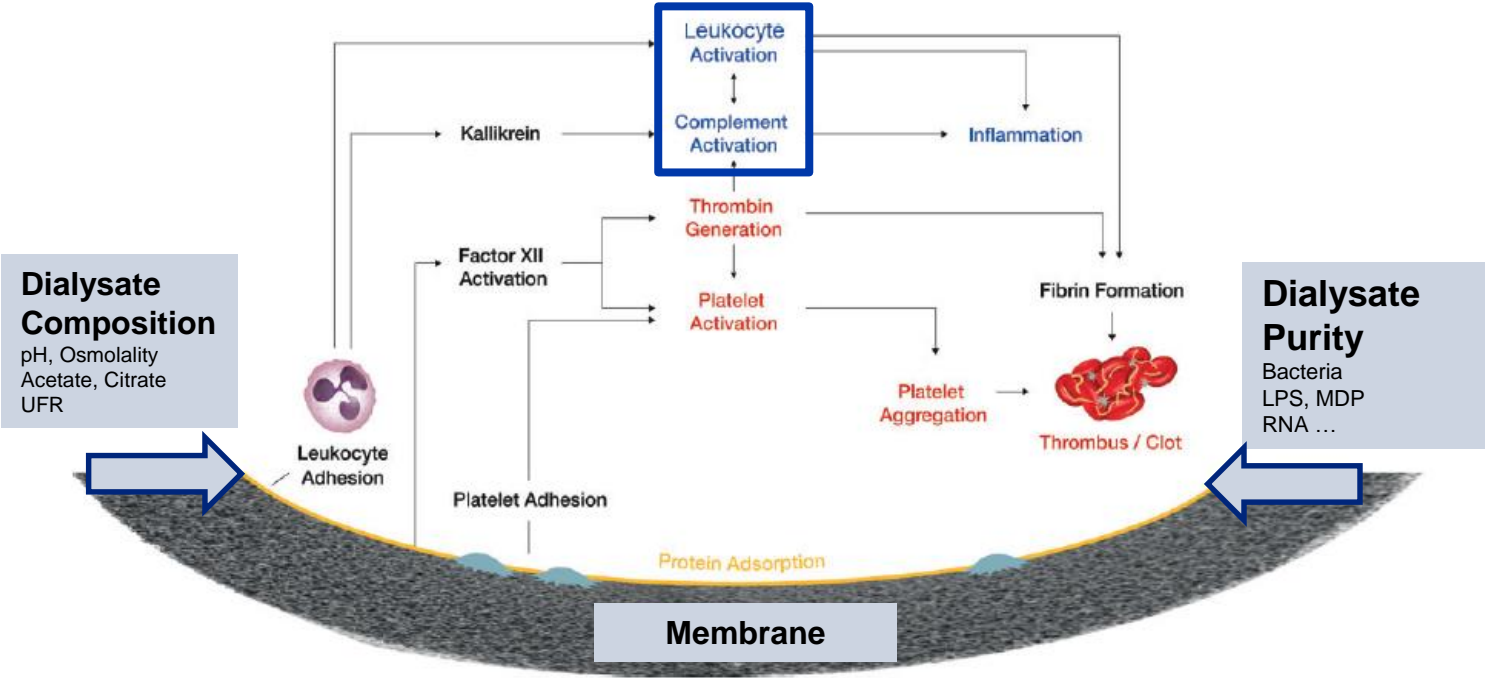 Leukocyte
Activation
Complement
Activation
Kallikrein
Inflammation
Thrombin
Generation
Factor XII
Activation
Platelet
Activation
Fibrin Formation
Dialysate
Composition
pH, Osmolality
Acetate, Citrate
UFR
Dialysate
Purity
Bacteria
LPS, MDP
RNA …
Platelet
Aggregation
Thrombus / Clot
Leukocyte
Adhesion
Platelet Adhesion
Protein Adsorption
Membrane